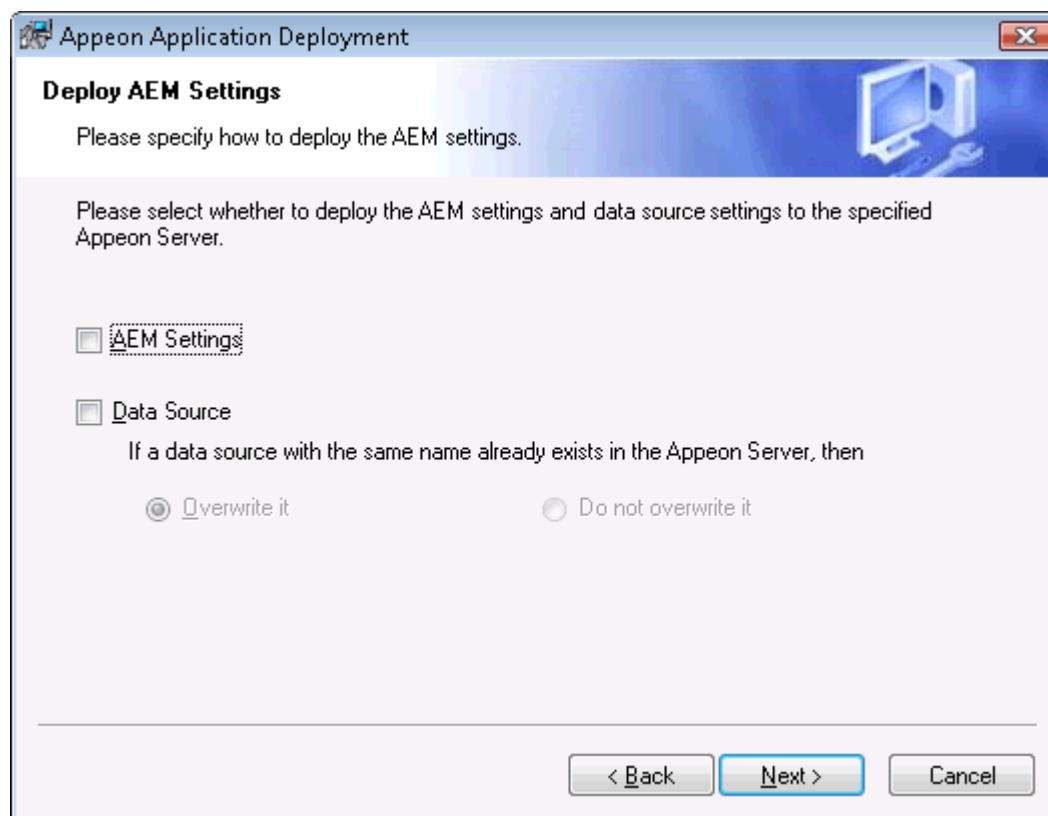 Appeon Application Deployment
Deploy AEM Settings
Please specify how to deploy the AEM settings.
Please select whether to deploy the AEM settings and data source settings to the specified
Appeon Server.
AEM Settings
Data Source
If a data source with the same name already exists in the Appeon Server, then
Overwrite it
Do not overwrite it
< Back
Next >
Cancel